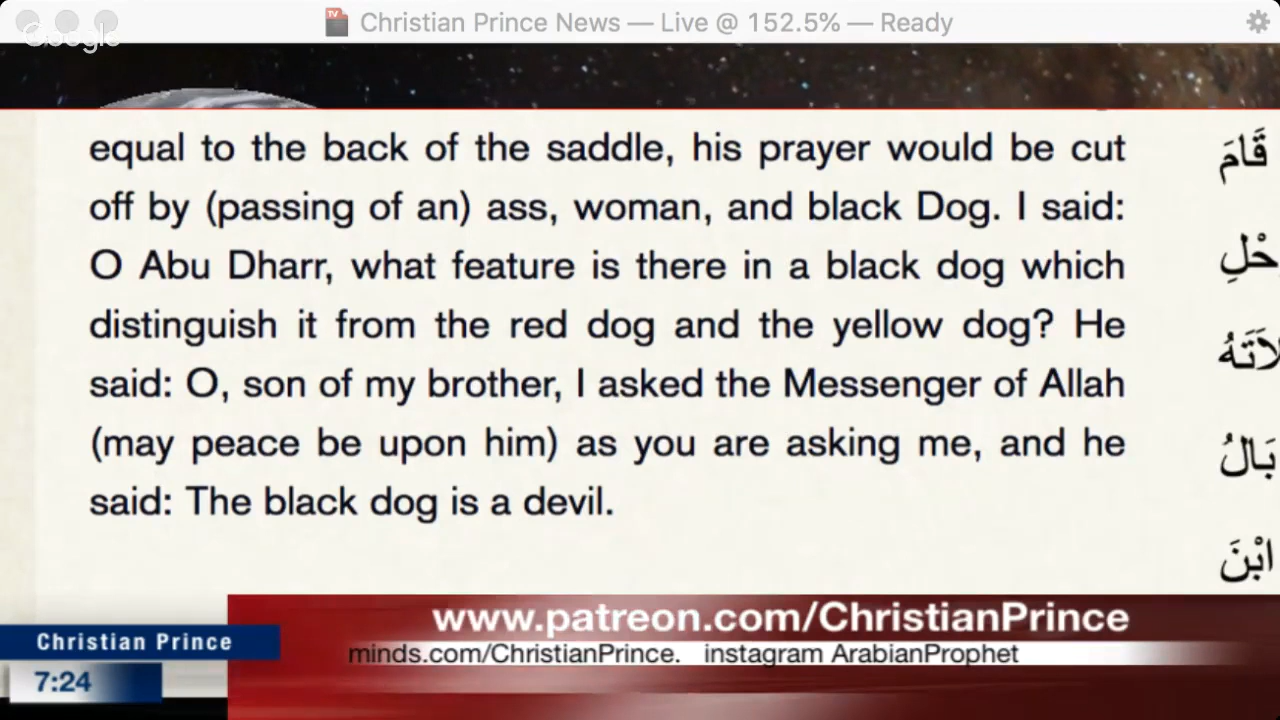 Christian Prince News — Live @ 152.5% — Ready
Google
equal to the back of the saddle, his prayer would be cut
off by (passing of an) ass, woman, and black Dog. I said:
O Abu Dharr, what feature is there in a black dog which
distinguish it from the red dog and the yellow dog? He
said: O, son of my brother, I asked the Messenger of Allah
(may peace be upon him) as you are asking me, and he
said: The black dog is a devil.
قَامَ
حْلِ
لاَتَهُ
بَالُ
ابْنَ
www.patreon.com/ChristianPrince
Christian Prince
minds.com/ChristianPrince. instagram ArabianProphet
7:24